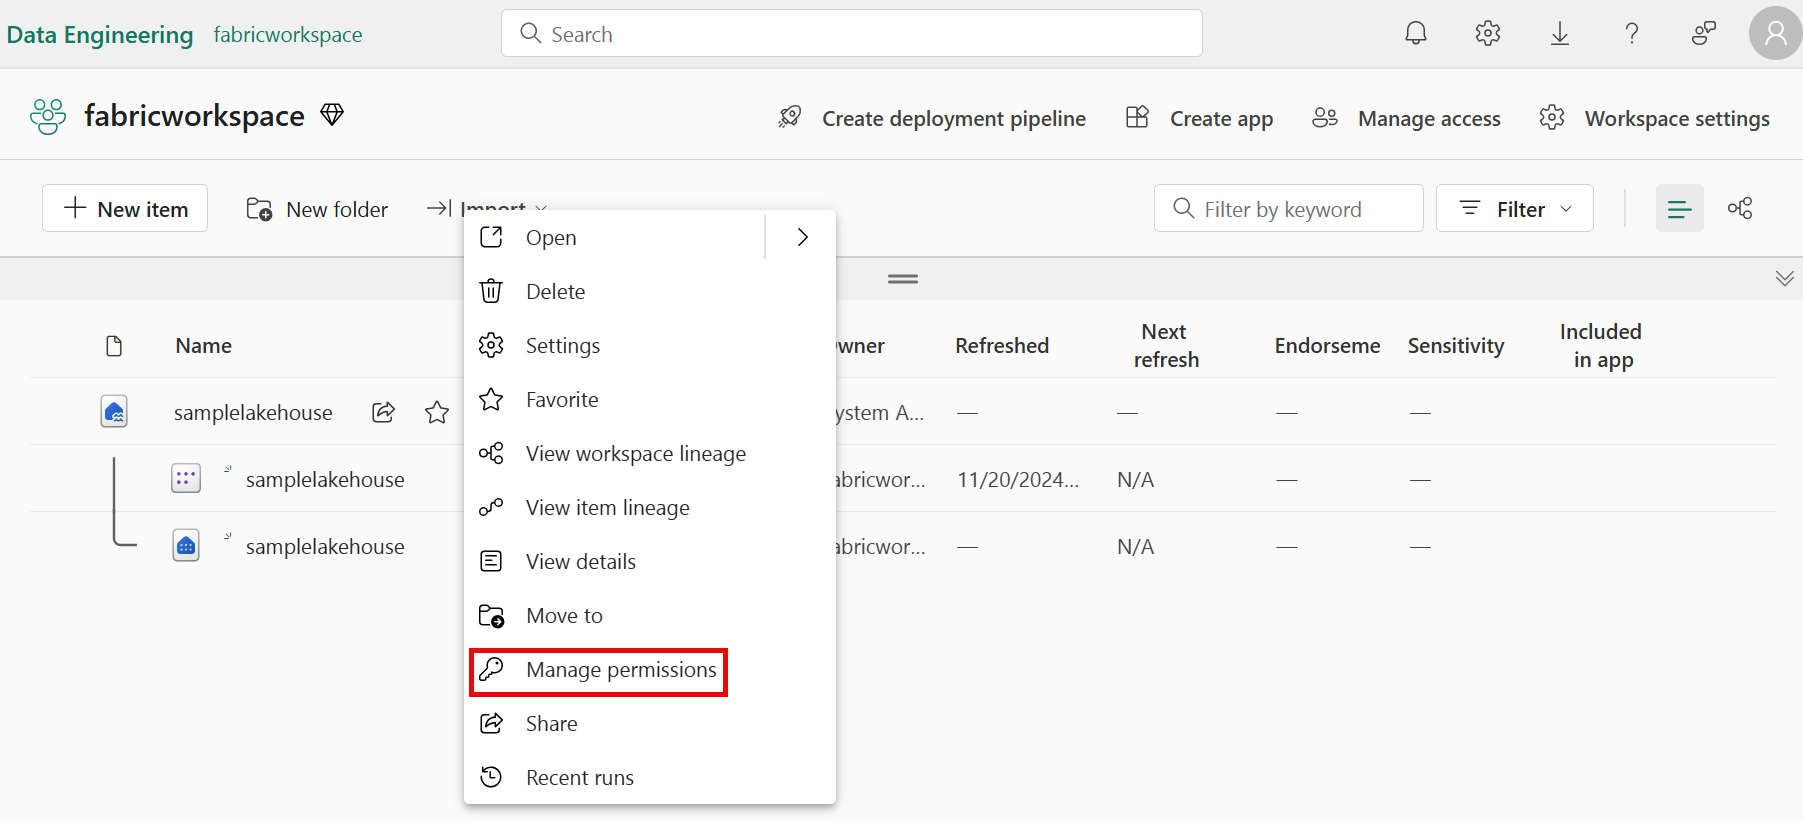 Data Engineering fabricworkspace Search
fabricworkspace Create deployment pipeline Create app Manage access Workspace settings
New item New folder Import Filter by keyword Filter
Open
Delete
Settings
Favorite
View workspace lineage
View item lineage
View details
Move to
Manage permissions
Share
Recent runs
Name wner Refreshed Next refresh Endorseme Sensitivity Included in app
samplelakehouse ystem A... — — — —
samplelakehouse abricwor... 11/20/2024... N/A — —
samplelakehouse abricwor... — N/A — —